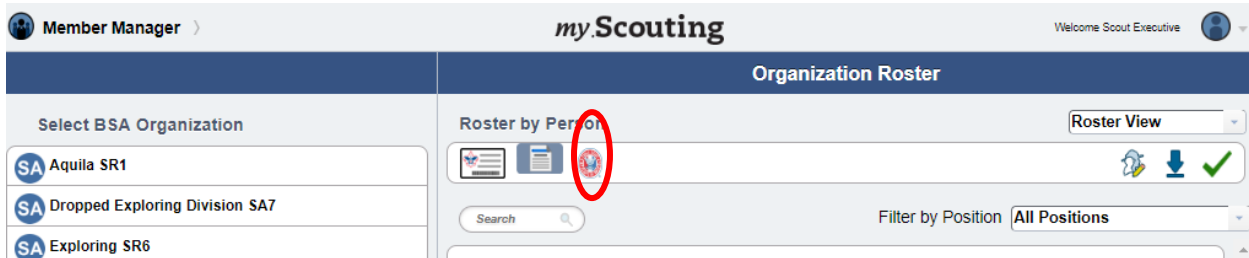 Member Manager
my.Scouting
Welcome Scout Executive
Organization Roster
Select BSA Organization
SA Aquila SR1
SA Dropped Exploring Division SA7
SA Exploring SR6
Roster by Person
Roster View
Search
Filter by Position All Positions